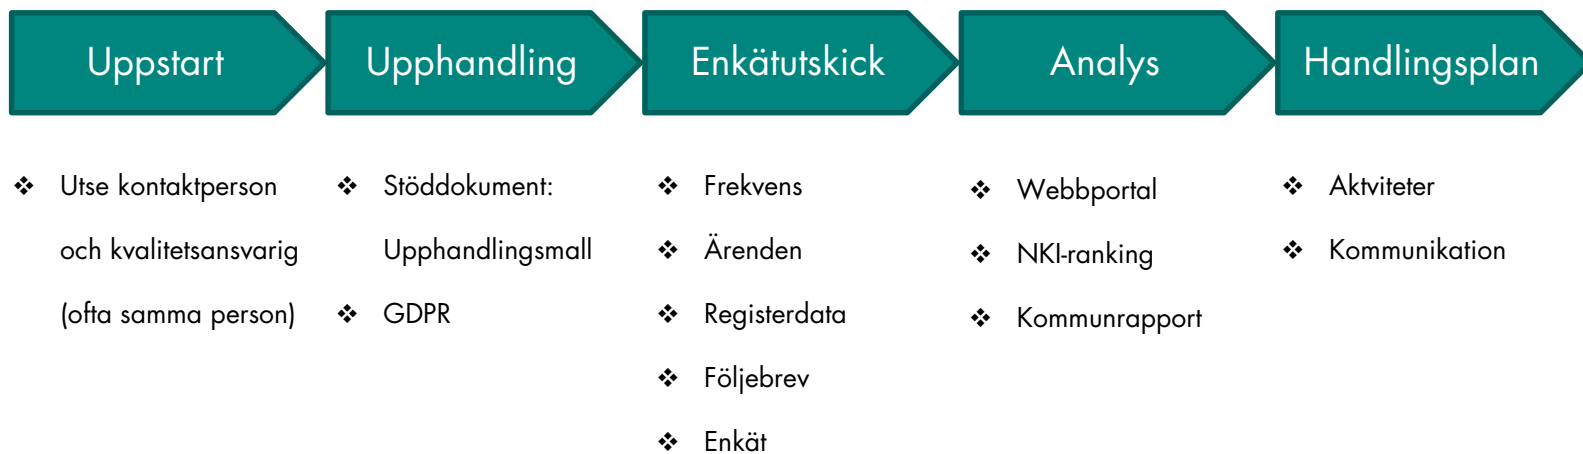 Uppstart
Upphandling
Enkätutskick
Analys
Handlingsplan
❖ Utse kontaktperson
och kvalitetsansvarig
(ofta samma person)
❖ Stöddokument:
Upphandlingsmall
❖ GDPR
❖ Frekvens
❖ Ärenden
❖ Registerdata
❖ Följebrev
❖ Enkät
❖ Webbportal
❖ NKI-ranking
❖ Kommunrapport
❖ Aktviteter
❖ Kommunikation